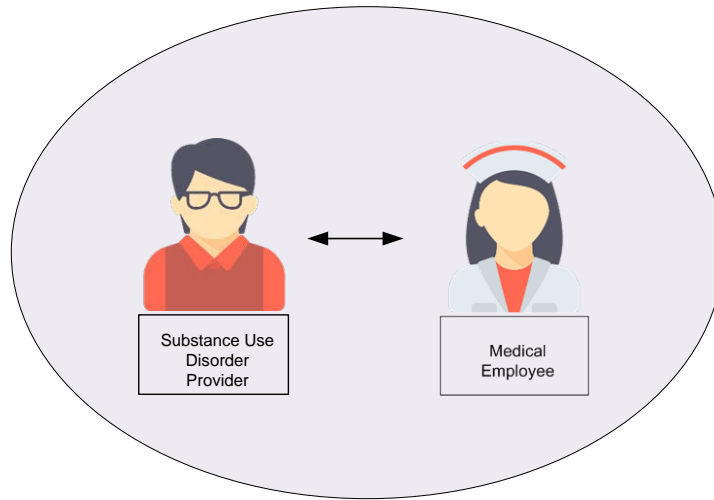 Substance Use
Disorder
Provider
Medical
Employee